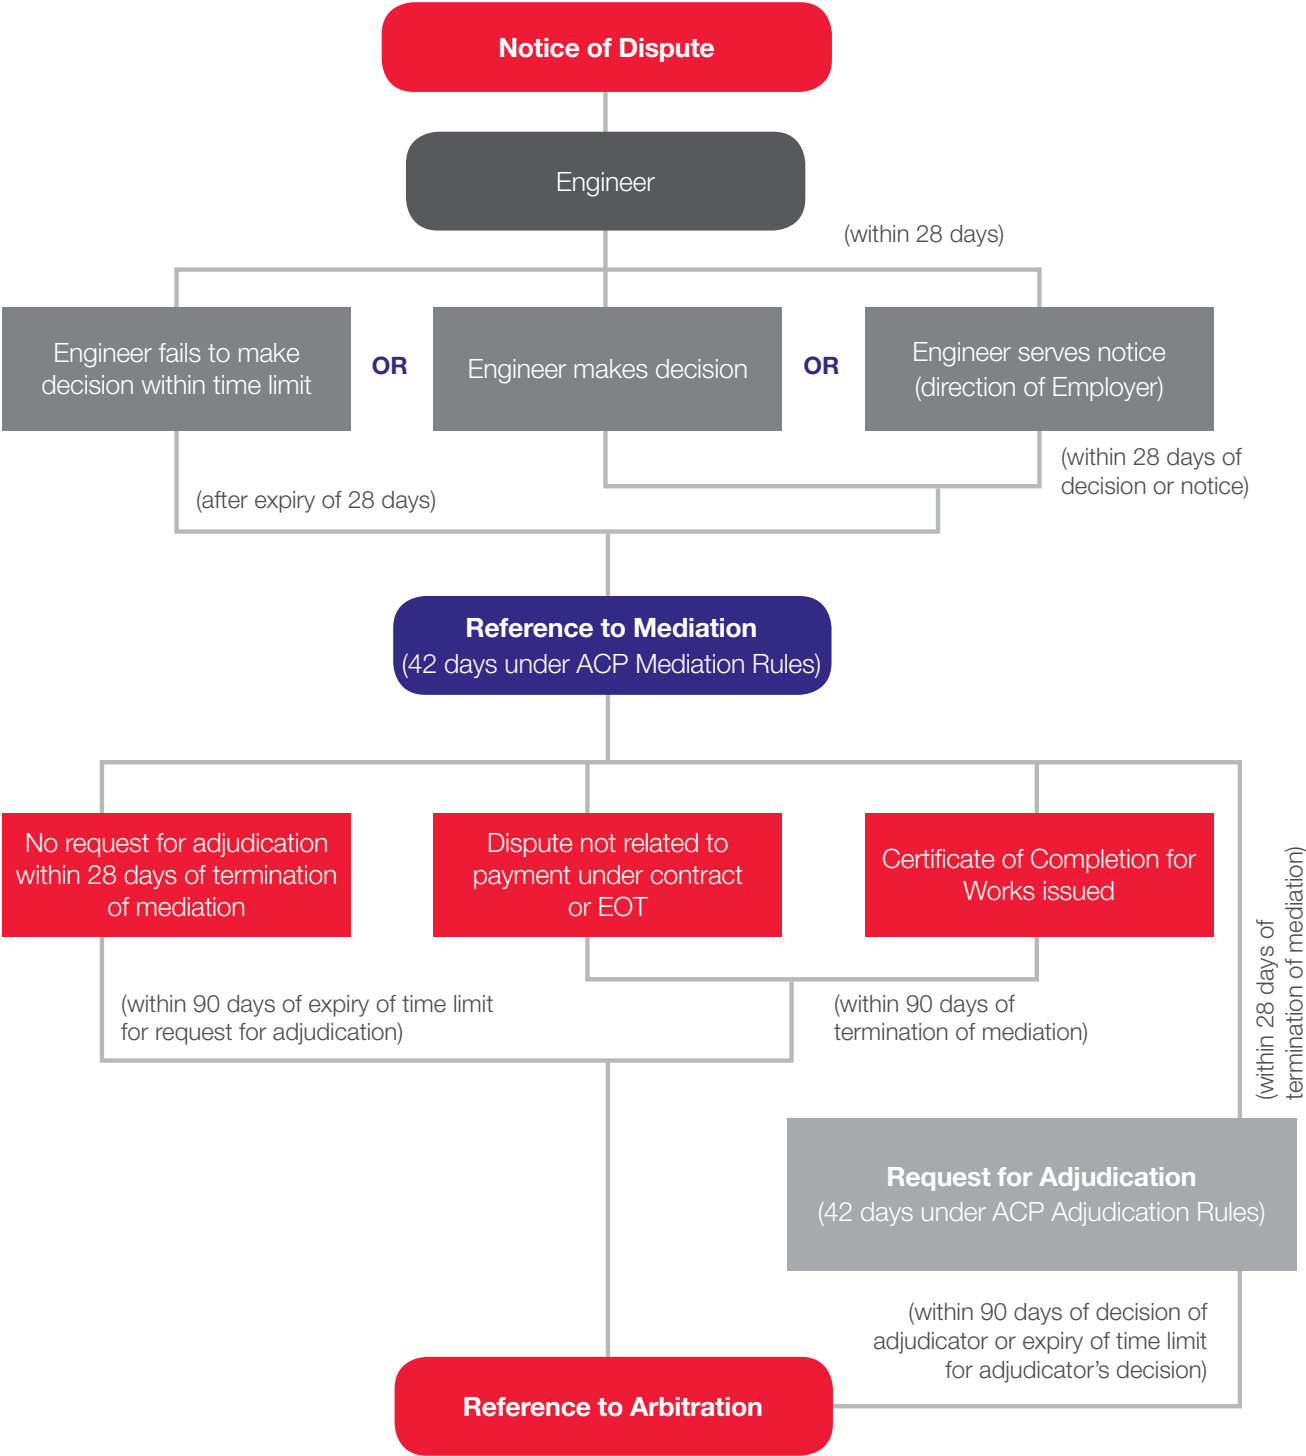 Notice of Dispute
Engineer
(within 28 days)
Engineer fails to make
decision within time limit
OR
Engineer makes decision
OR
Engineer serves notice
(direction of Employer)
(within 28 days of
decision or notice)
(after expiry of 28 days)
Reference to Mediation
(42 days under ACP Mediation Rules)
No request for adjudication
within 28 days of termination
of mediation
Dispute not related to
payment under contract
or EOT
Certificate of Completion for
Works issued
(within 28 days of
termination of mediation)
(within 90 days of expiry of time limit
for request for adjudication)
(within 90 days of
termination of mediation)
Request for Adjudication
(42 days under ACP Adjudication Rules)
(within 90 days of decision of
adjudicator or expiry of time limit
for adjudicator's decision)
Reference to Arbitration